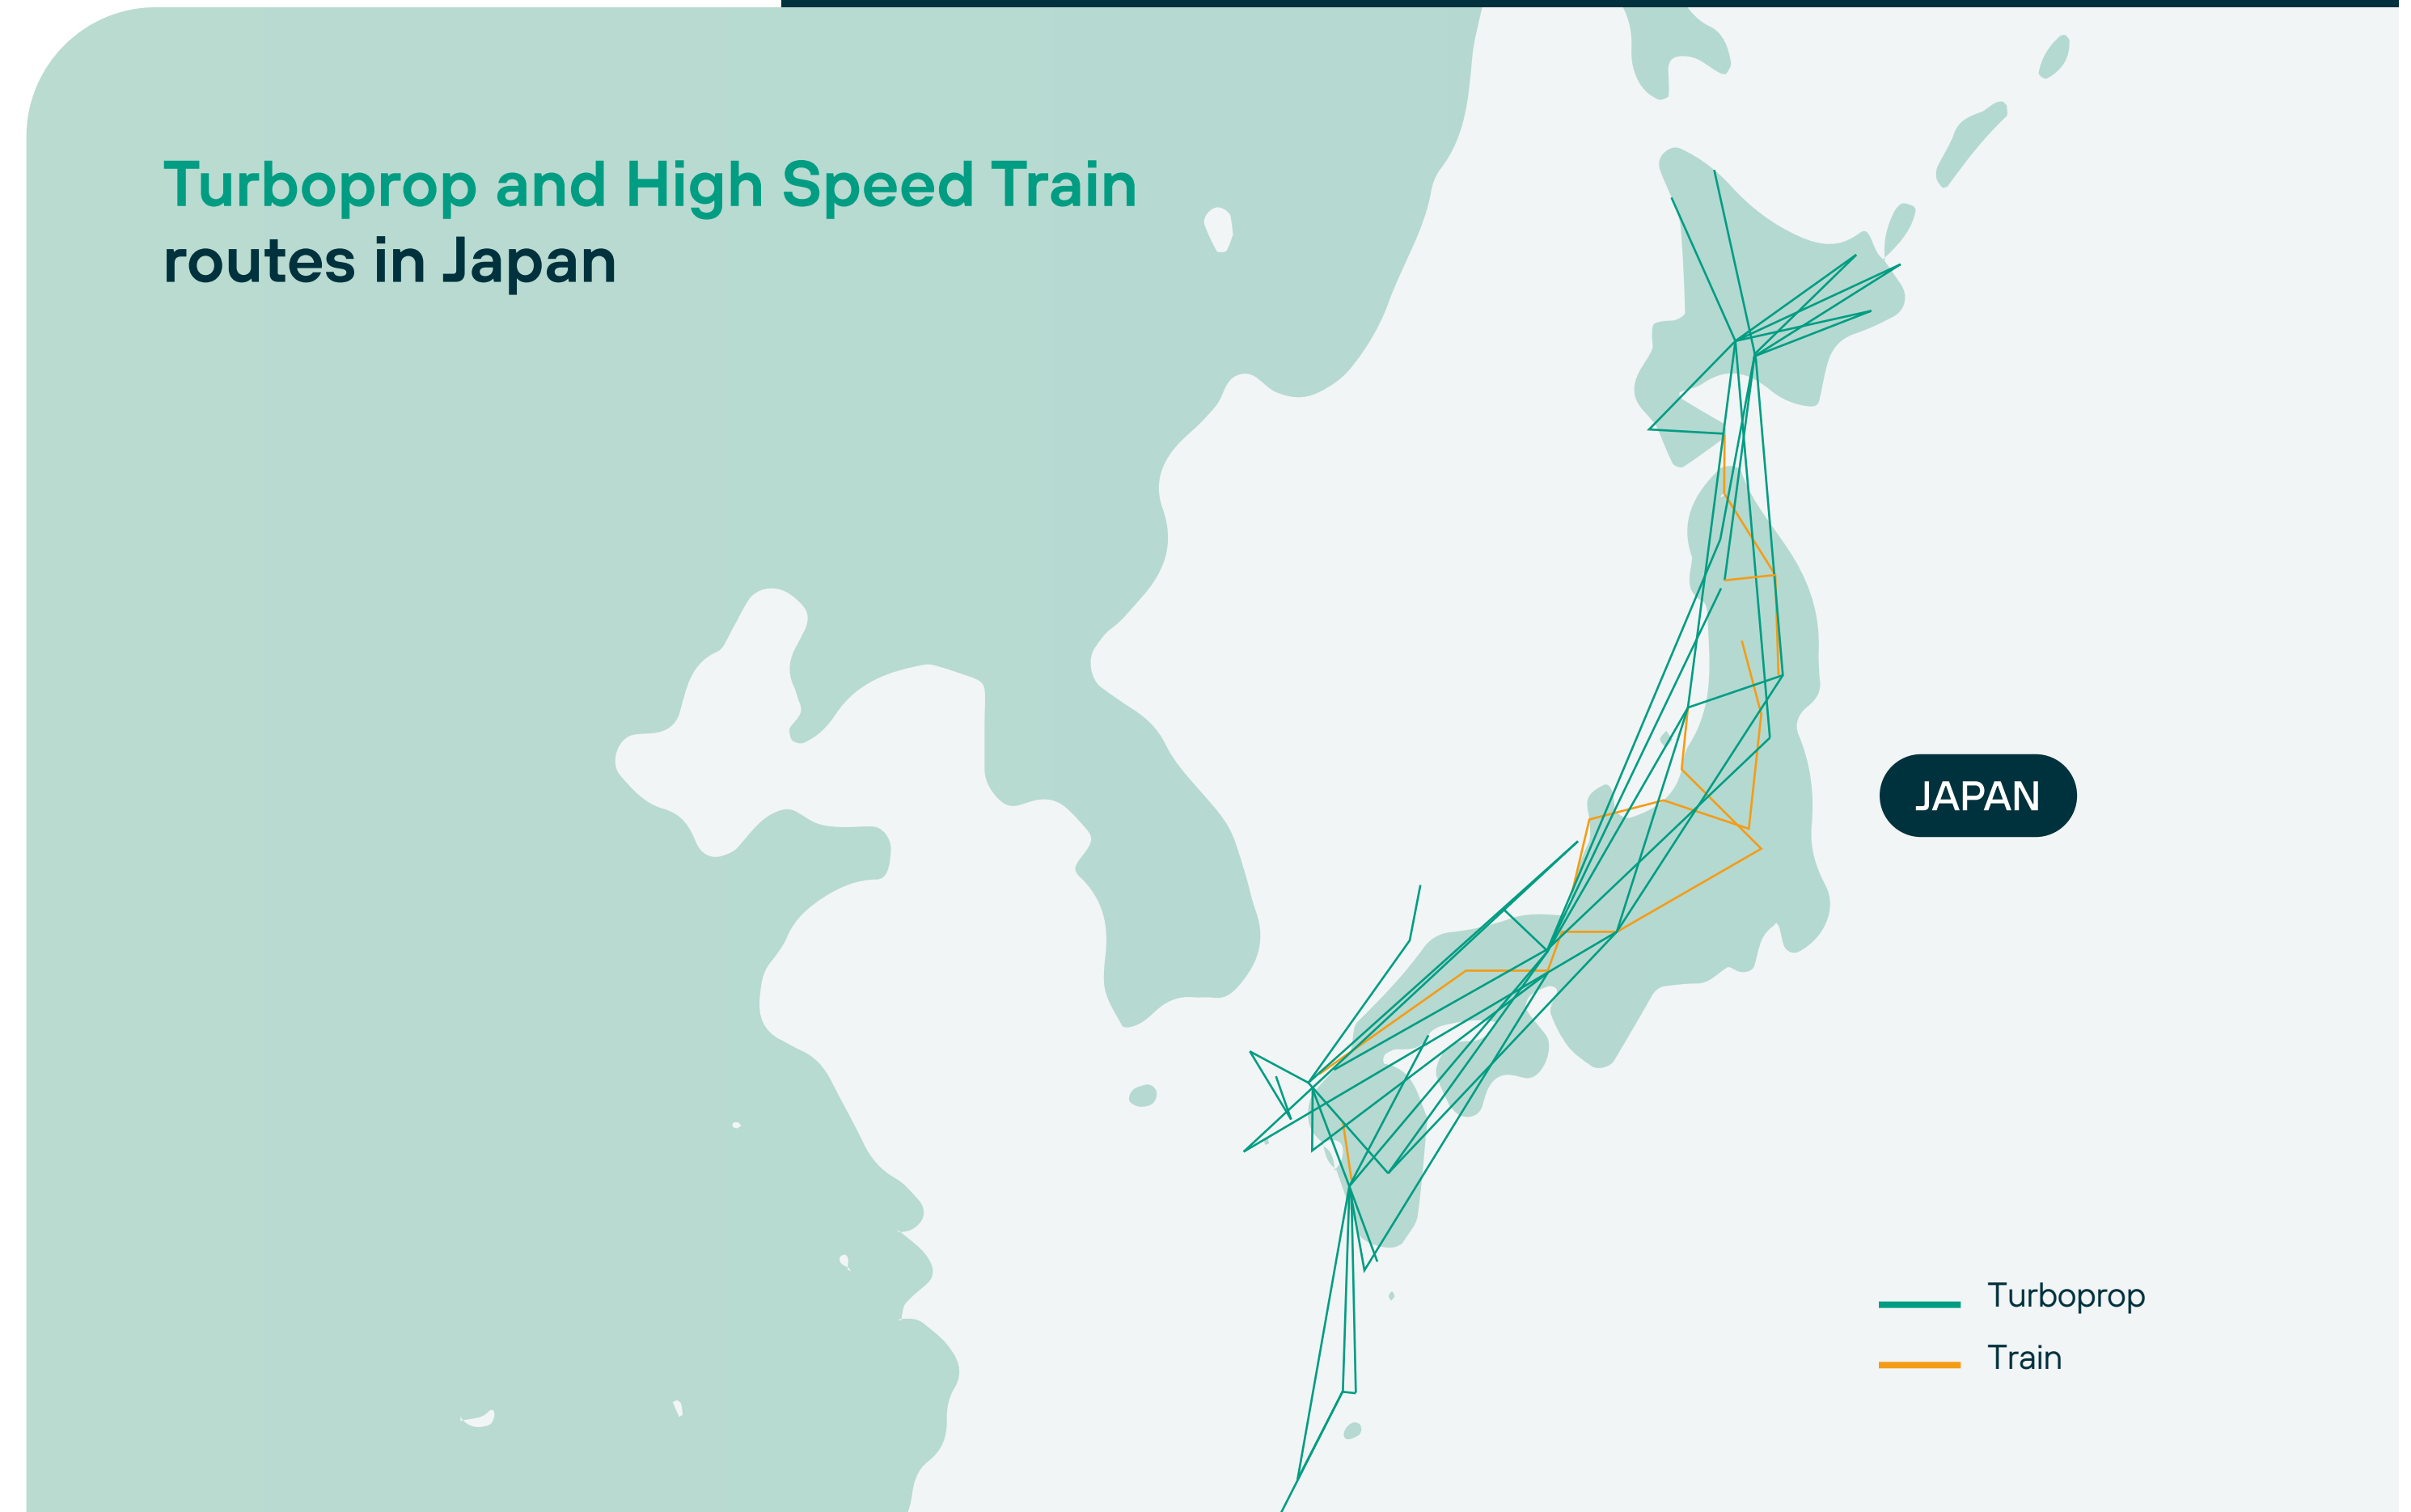 Turboprop and High Speed Train
routes in Japan
JAPAN
Turboprop
Train